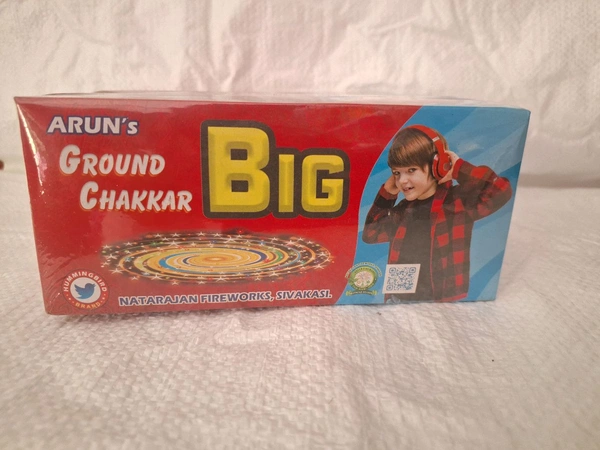 ARUN's
GROUND
CHAKKAR
BIG
HUMMINGBIRD
BRAND
NATARAJAN FIREWORKS, SIVAKASI.